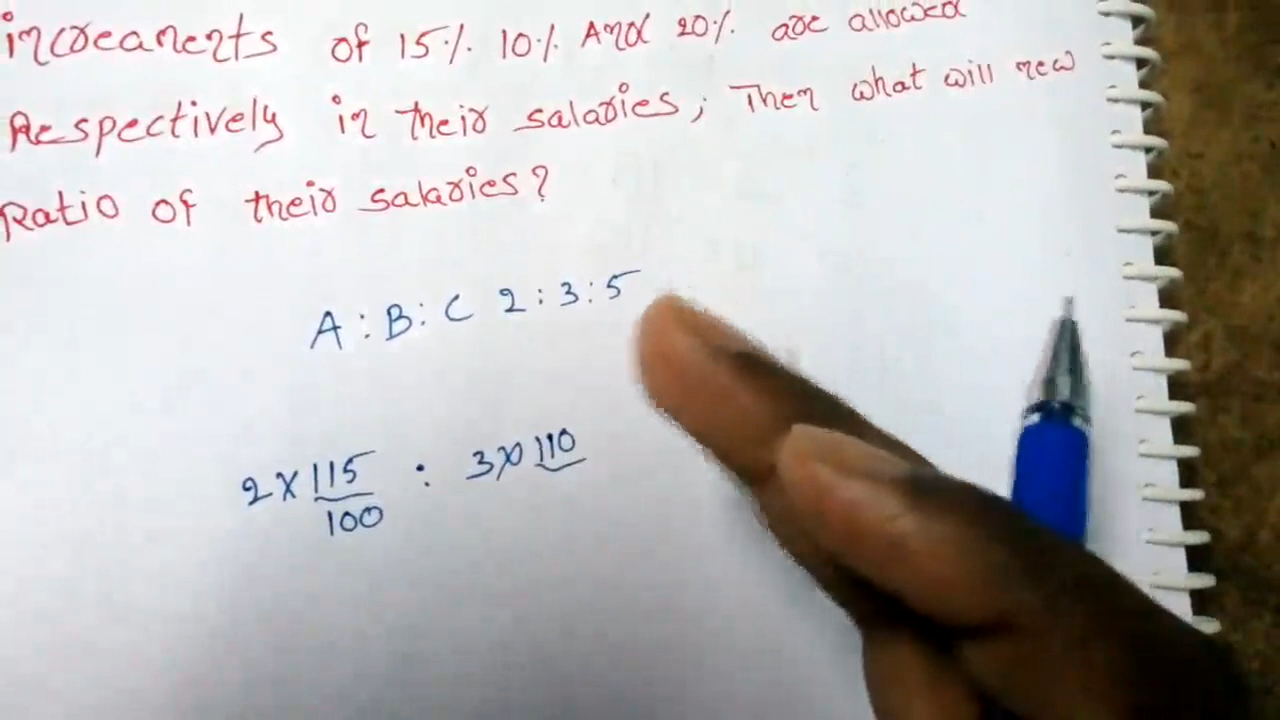 increanents of 15% 10% And 20% are allowed
Respectively in their salaries, Then what will new
Ratio of their salaries?
A : B : C 2 : 3 : 5
2 X 115 : 3 X 110
100